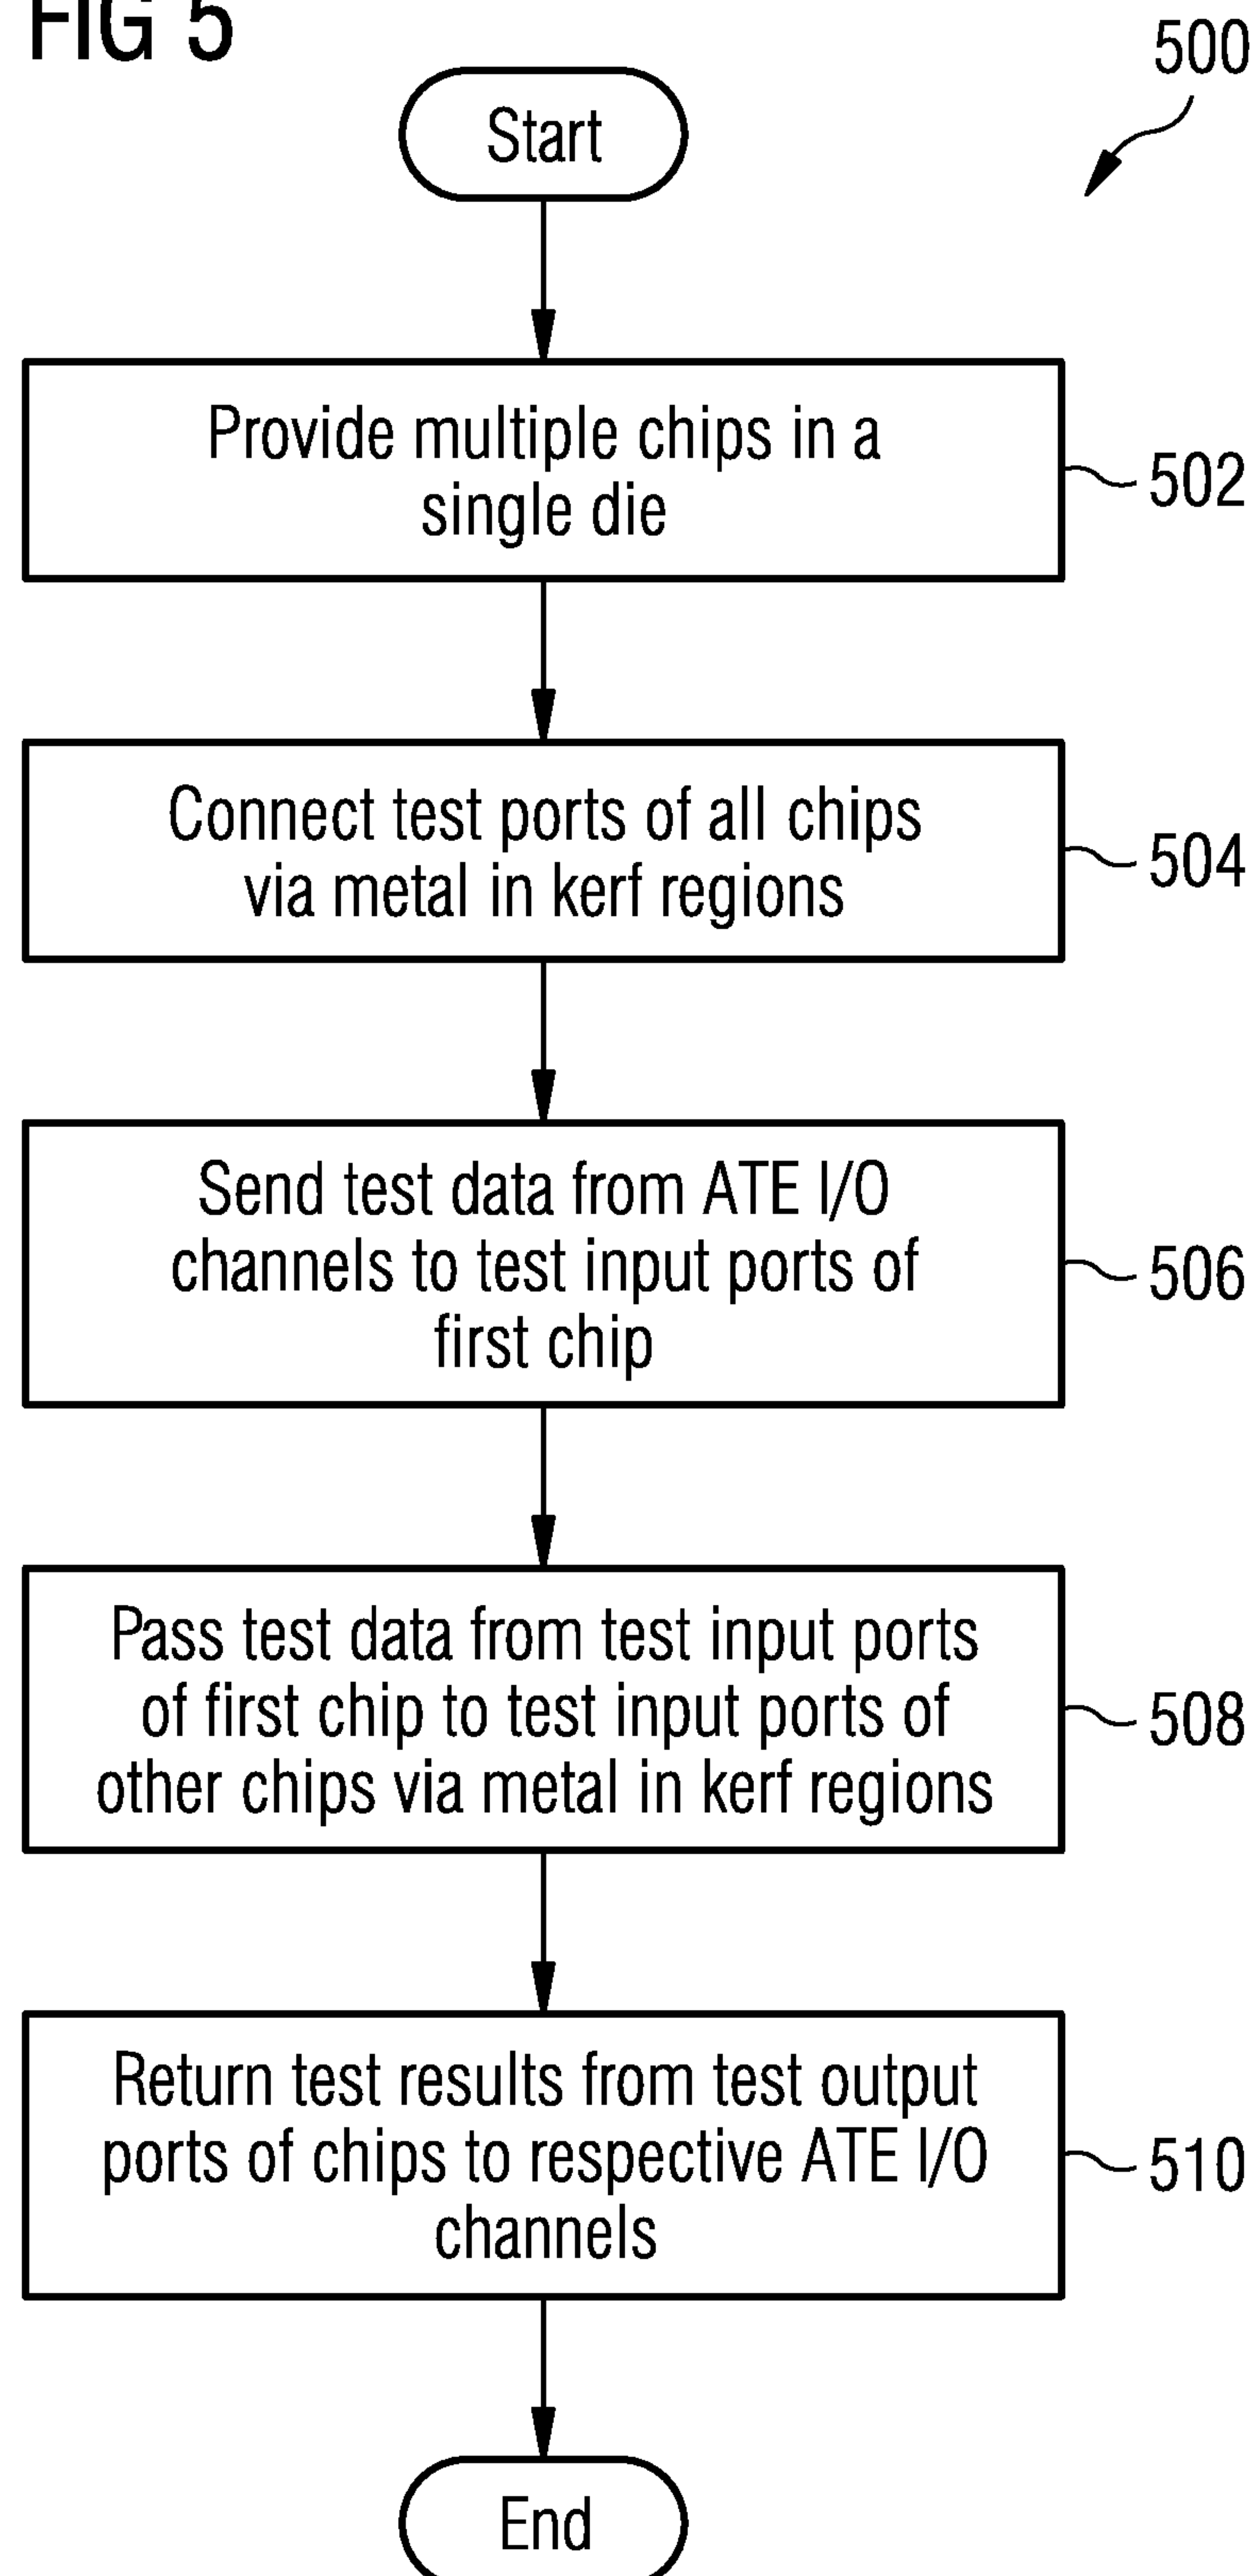 FIG 5
500
Start
Provide multiple chips in a
single die
502
Connect test ports of all chips
via metal in kerf regions
504
Send test data from ATE I/O
channels to test input ports of
first chip
506
Pass test data from test input ports
of first chip to test input ports of
other chips via metal in kerf regions
508
Return test results from test output
ports of chips to respective ATE I/O
channels
510
End